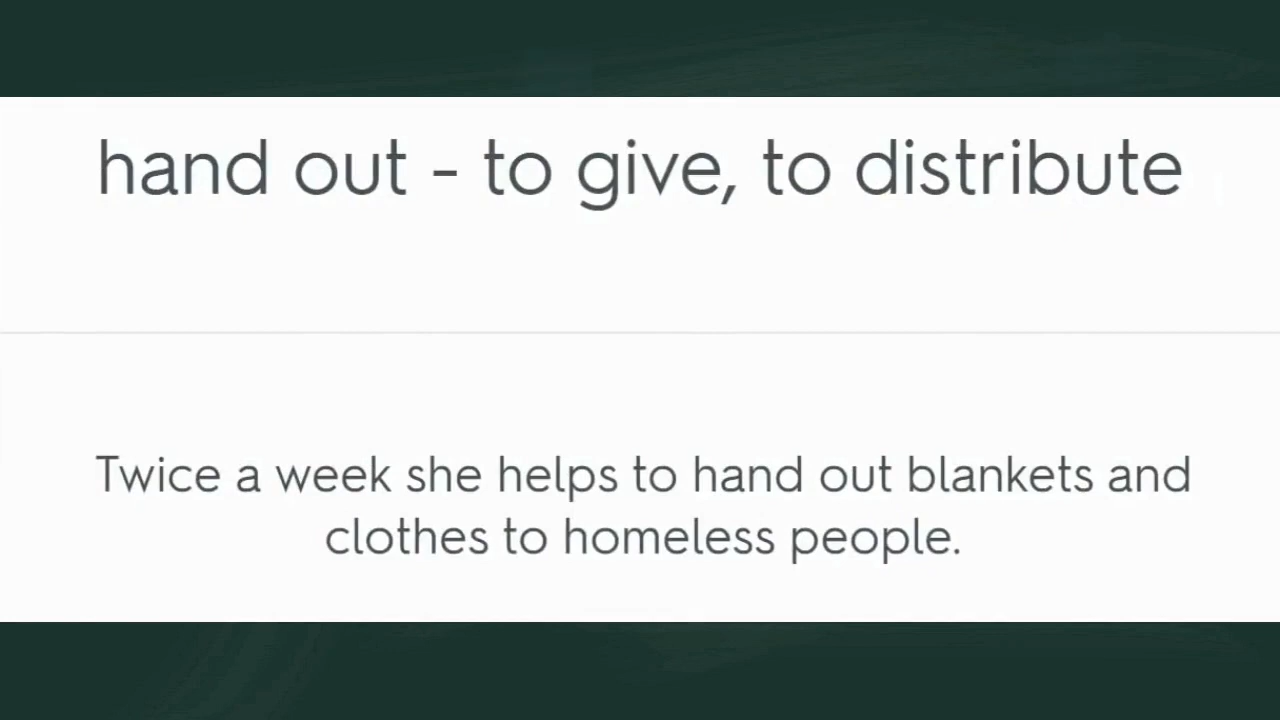 hand out - to give, to distribute
Twice a week she helps to hand out blankets and
clothes to homeless people.